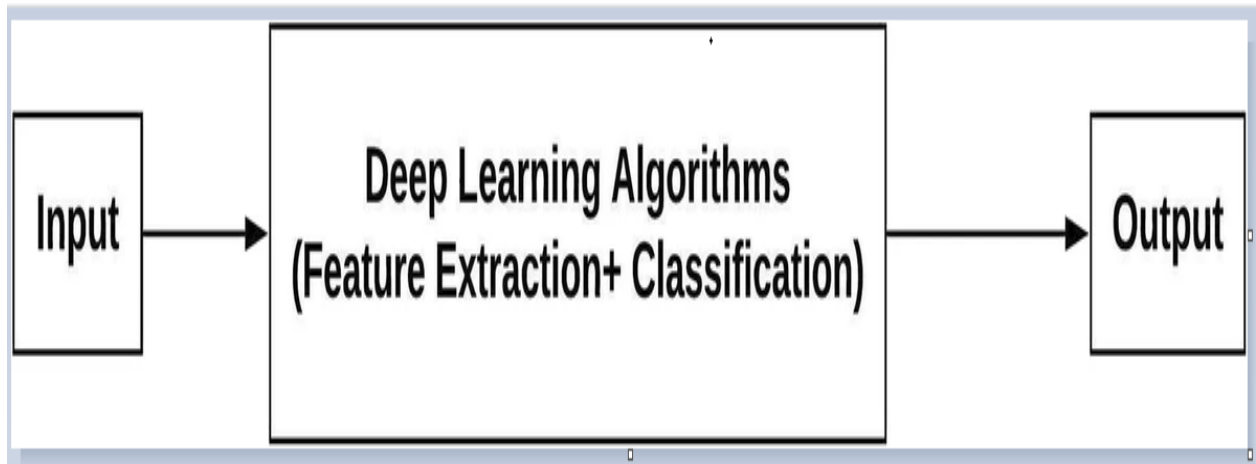 Input
Deep Learning Algorithms
(Feature Extraction+ Classification)
Output